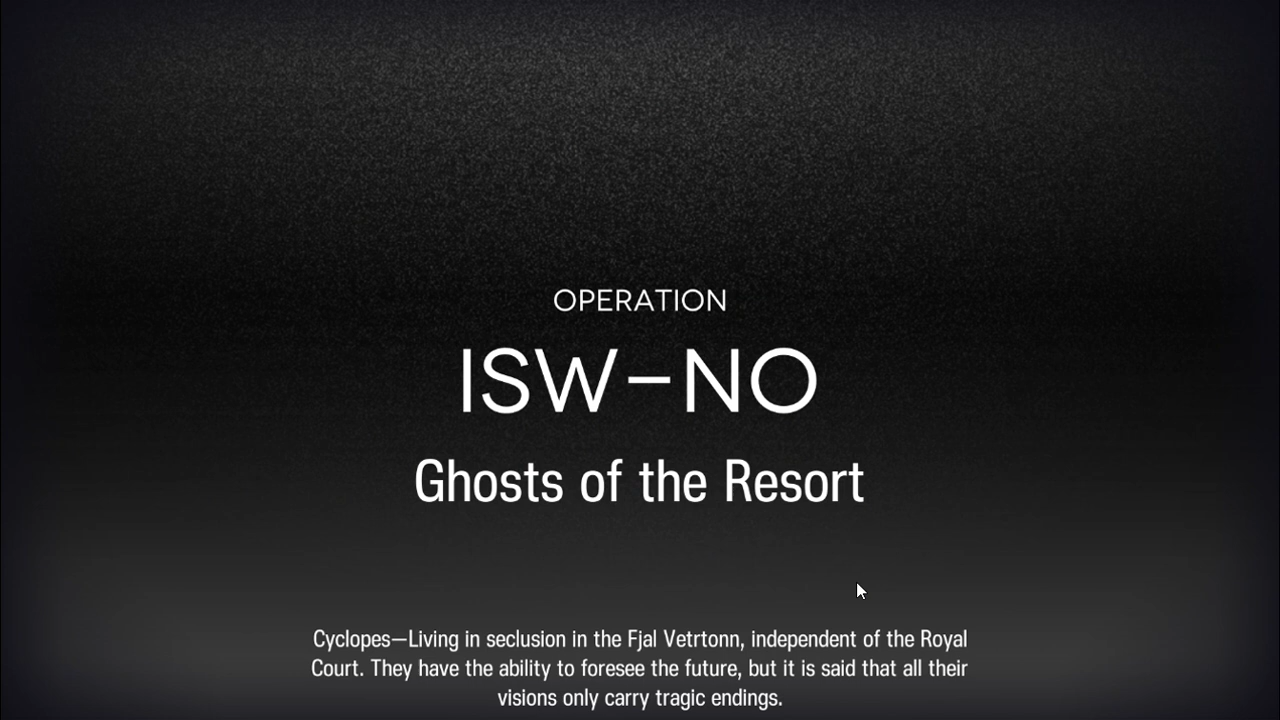 OPERATION
ISW-NO
Ghosts of the Resort
Cyclopes—Living in seclusion in the Fjal Vetrtonn, independent of the Royal
Court. They have the ability to foresee the future, but it is said that all their
visions only carry tragic endings.